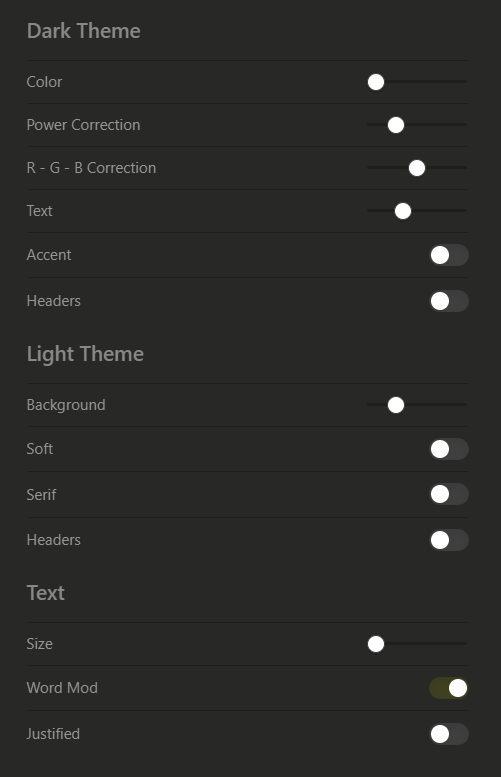 Dark Theme
Color
Power Correction
R - G - B Correction
Text
Accent
Headers
Light Theme
Background
Soft
Serif
Headers
Text
Size
Word Mod
Justified